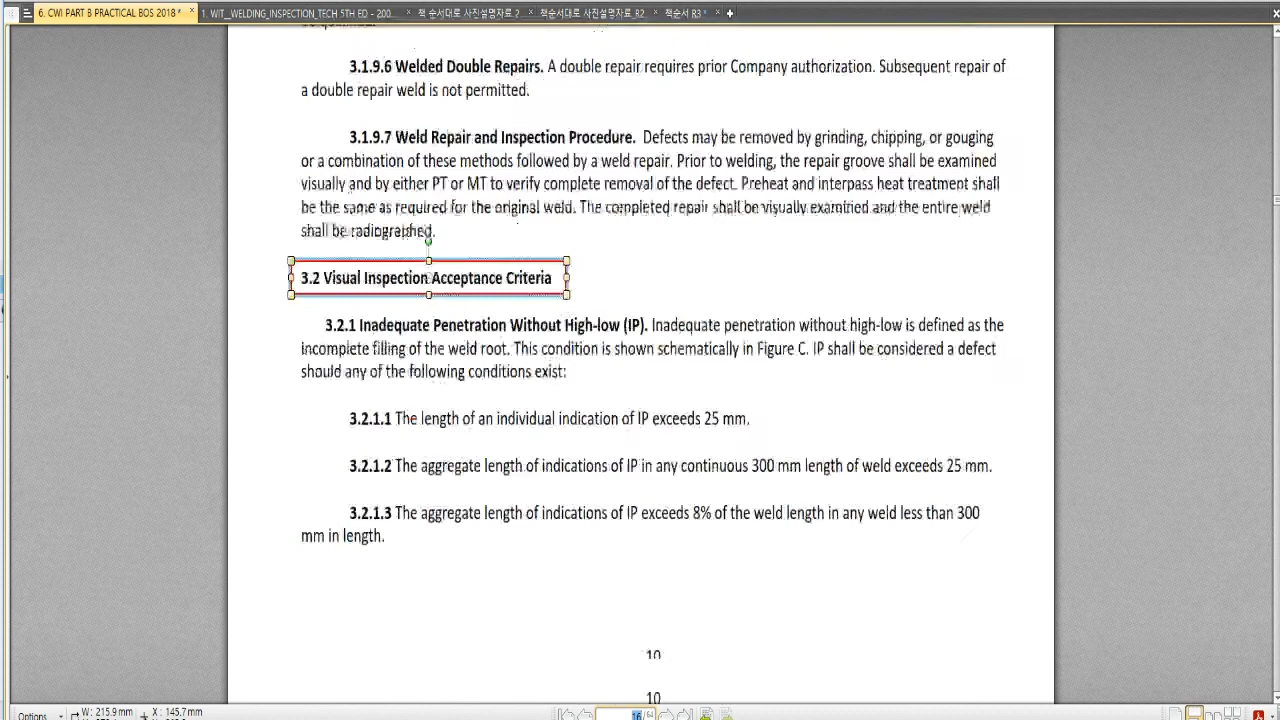 6. CWI PART B PRACTICAL BOS 2018 * × 1. WIT_WELDING_INSPECTION_TECH 5TH ED - 200... × 책 순서대로 사진설명자료 2 × 책순서대로 사진설명자료_R2 × 책순서 R3 * ×
3.1.9.6 Welded Double Repairs. A double repair requires prior Company authorization. Subsequent repair of
a double repair weld is not permitted.
3.1.9.7 Weld Repair and Inspection Procedure. Defects may be removed by grinding, chipping, or gouging
or a combination of these methods followed by a weld repair. Prior to welding, the repair groove shall be examined
visually and by either PT or MT to verify complete removal of the defect. Preheat and interpass heat treatment shall
be the same as required for the original weld. The completed repair shall be visually examined and the entire weld
shall be radiographed.
3.2 Visual Inspection Acceptance Criteria
3.2.1 Inadequate Penetration Without High-low (IP). Inadequate penetration without high-low is defined as the
incomplete filling of the weld root. This condition is shown schematically in Figure C. IP shall be considered a defect
should any of the following conditions exist:
3.2.1.1 The length of an individual indication of IP exceeds 25 mm.
3.2.1.2 The aggregate length of indications of IP in any continuous 300 mm length of weld exceeds 25 mm.
3.2.1.3 The aggregate length of indications of IP exceeds 8% of the weld length in any weld less than 300
mm in length.
10
10
Options W: 215.9 mm X: 145.7 mm 16